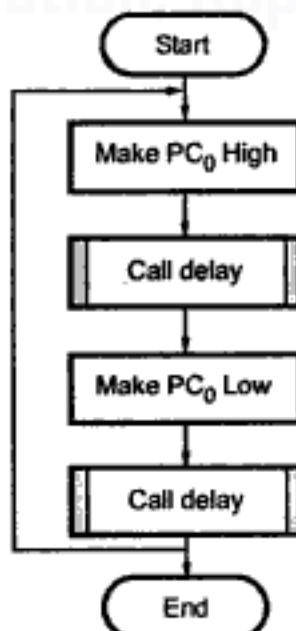 Start
Make PC₀ High
Call delay
Make PC₀ Low
Call delay
End